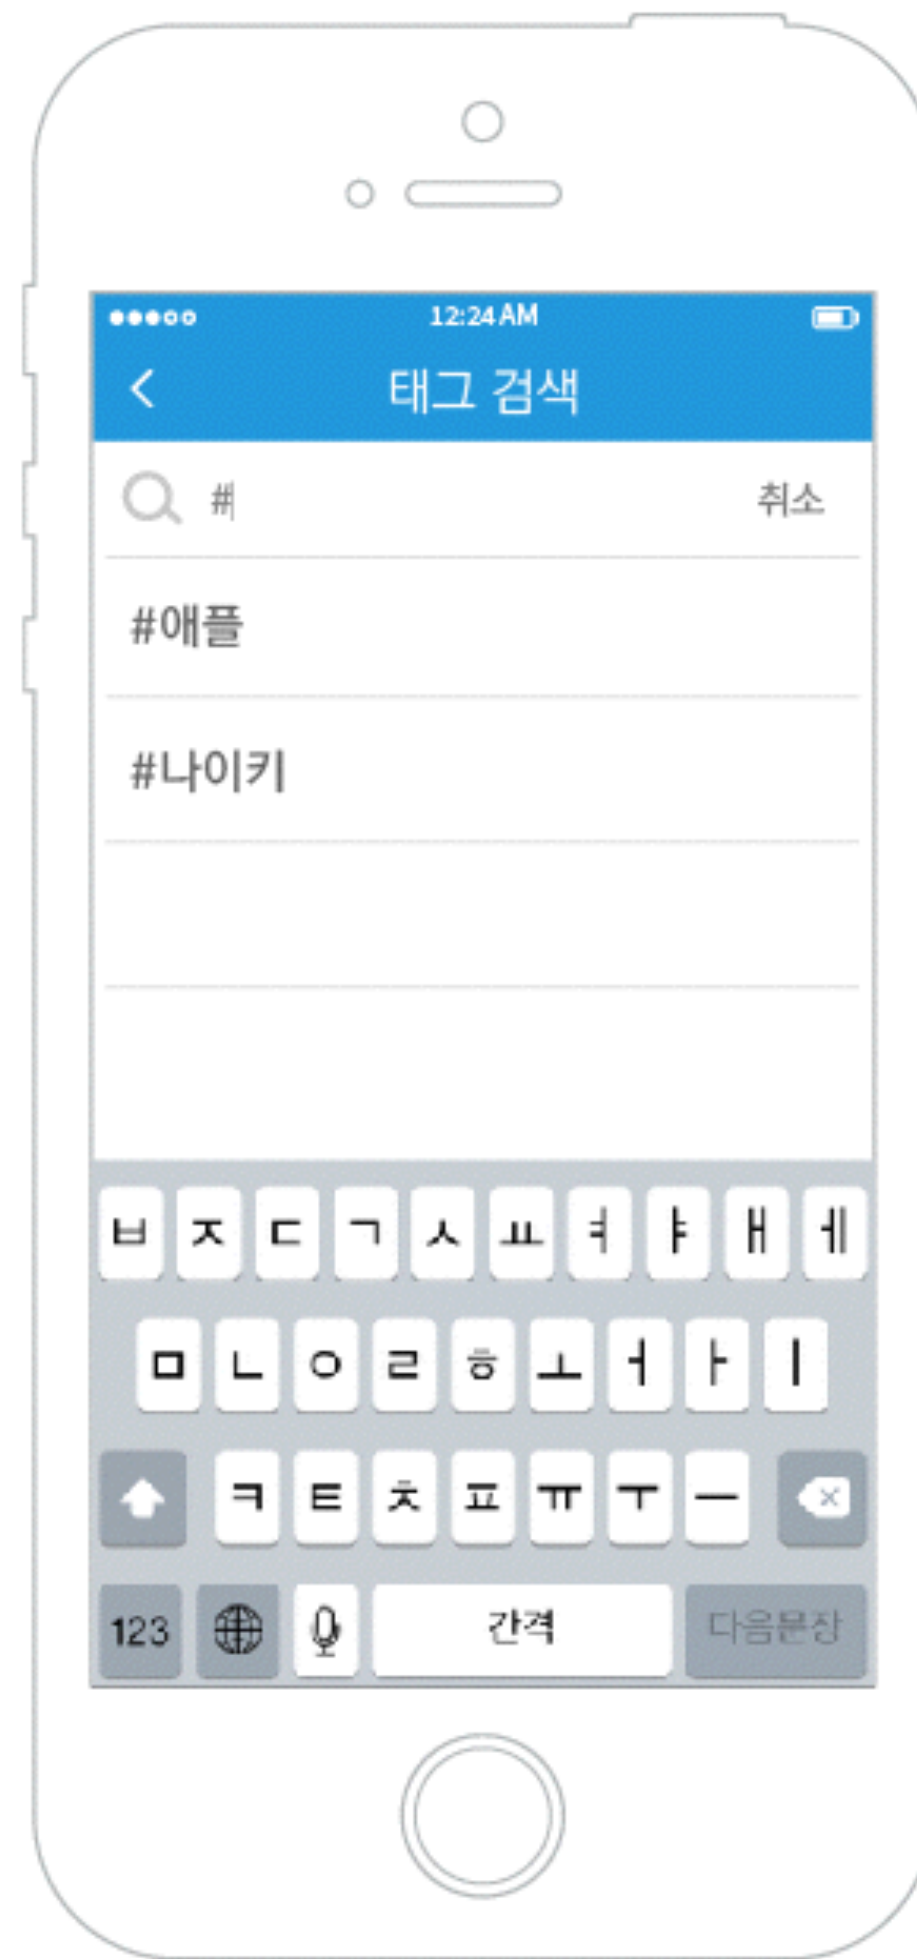 12:24 AM
태그 검색
# 취소
#애플
#나이키
ㅂ ㅈ ㄷ ㄱ ㅅ ㅛ ㅕ ㅑ ㅐ ㅔ
ㅁ ㄴ ㅇ ㄹ ㅎ ㅗ ㅓ ㅏ ㅣ
ㅋ ㅌ ㅊ ㅍ ㅠ ㅜ ㅡ
123 간격 다음문장